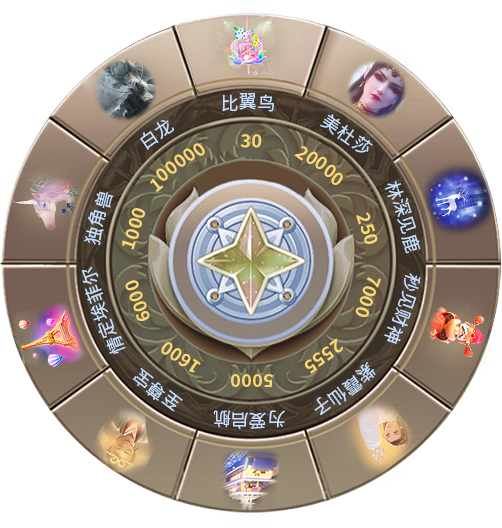 比翼鸟
30
美杜莎
20000
林深见鹿
250
秒见财神
7000
紫霞仙子
2555
为爱启航
5000
至尊宝
1600
情定埃菲尔
6000
独角兽
1000
白龙
100000